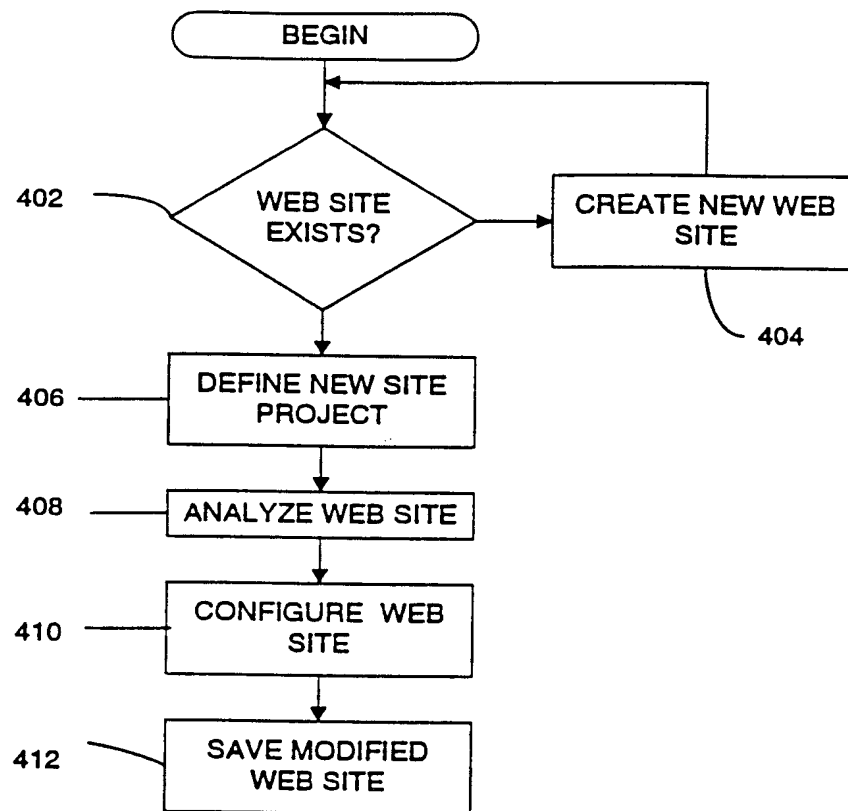 BEGIN
402
WEB SITE
EXISTS?
CREATE NEW WEB
SITE
404
406
DEFINE NEW SITE
PROJECT
408
ANALYZE WEB SITE
410
CONFIGURE WEB
SITE
412
SAVE MODIFIED
WEB SITE